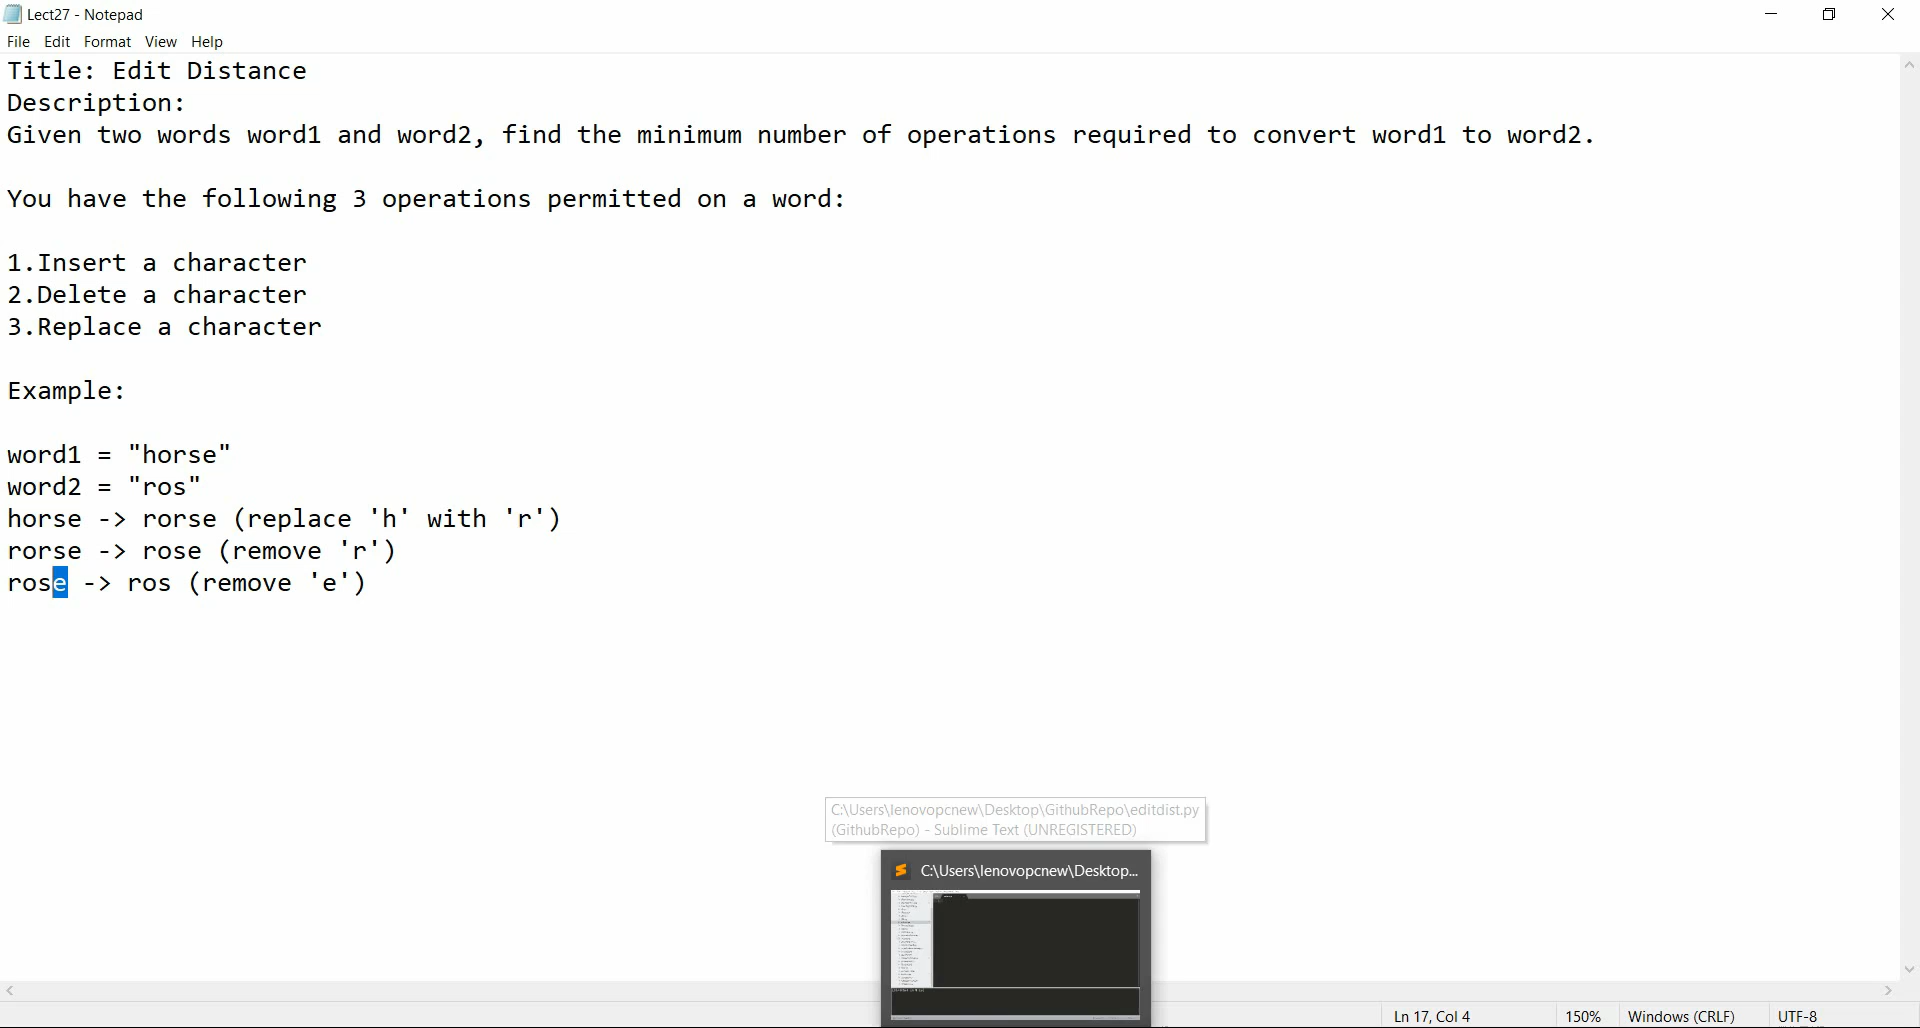 Lect27 - Notepad
File Edit Format View Help
Title: Edit Distance
Description:
Given two words word1 and word2, find the minimum number of operations required to convert word1 to word2.
You have the following 3 operations permitted on a word:
1.Insert a character
2.Delete a character
3.Replace a character
Example:
word1 = "horse"
word2 = "ros"
horse -> rorse (replace 'h' with 'r')
rorse -> rose (remove 'r')
rose -> ros (remove 'e')
C:\Users\lenovopcnew\Desktop\GithubRepo\editdist.py
(GithubRepo) - Sublime Text (UNREGISTERED)
C:\Users\lenovopcnew\Desktop...
Ln 17, Col 4 150% Windows (CRLF) UTF-8